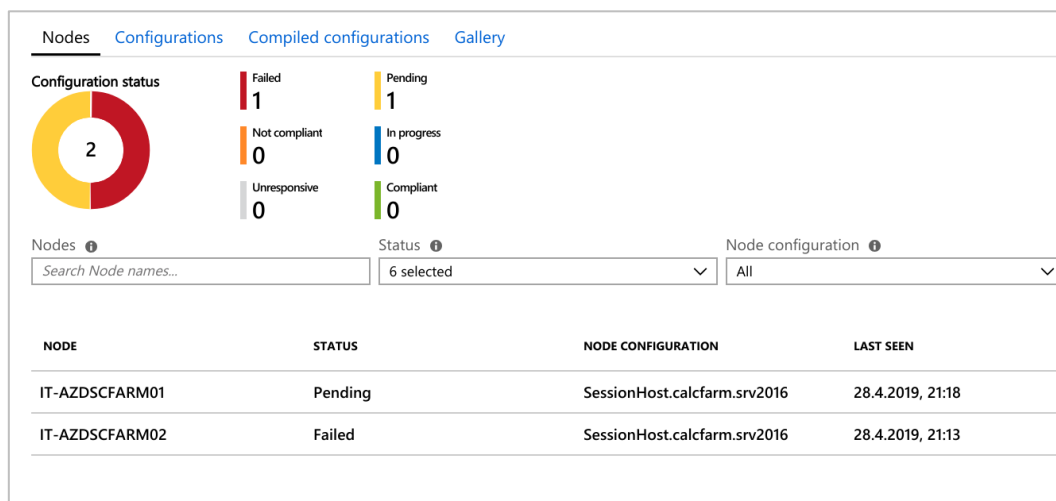 Nodes Configurations Compiled configurations Gallery
Configuration status
2
Failed
1
Pending
1
Not compliant
0
In progress
0
Unresponsive
0
Compliant
0
Nodes
Status
Node configuration
Search Node names...
6 selected
All
NODE STATUS NODE CONFIGURATION LAST SEEN
IT-AZDSCFARM01 Pending SessionHost.calcfarm.srv2016 28.4.2019, 21:18
IT-AZDSCFARM02 Failed SessionHost.calcfarm.srv2016 28.4.2019, 21:13